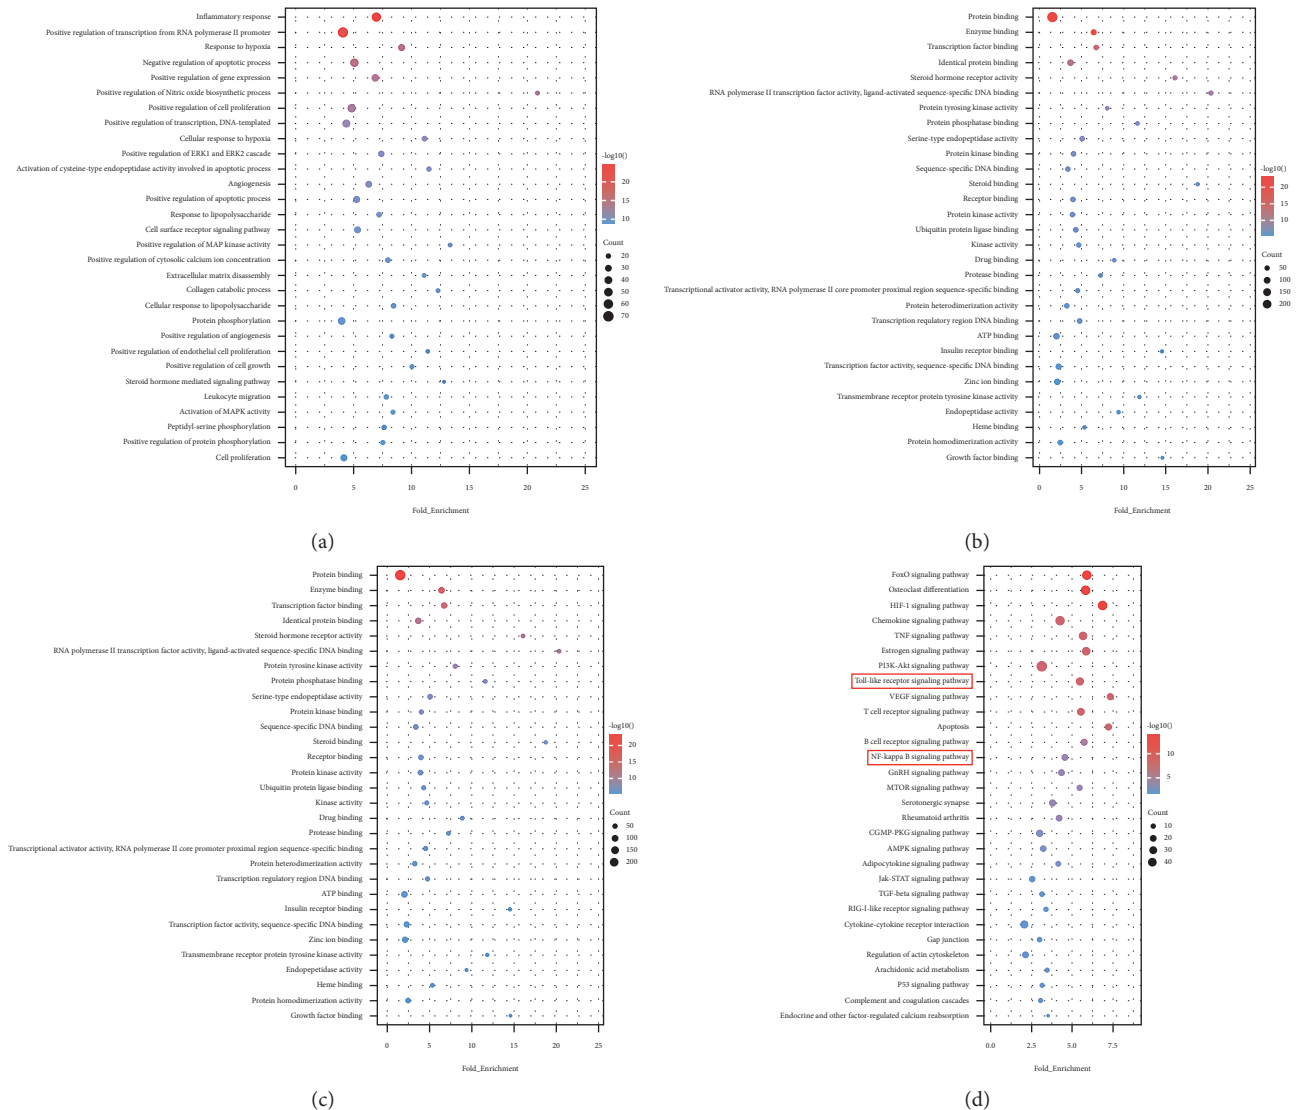 Inflammatory response
Positive regulation of transcription from RNA polymerase II promoter
Response to hypoxia
Negative regulation of apoptotic process
Positive regulation of gene expression
Positive regulation of Nitric oxide biosynthetic process
Positive regulation of cell proliferation
Positive regulation of transcription, DNA-templated
Cellular response to hypoxia
Positive regulation of ERK1 and ERK2 cascade
Activation of cysteine-type endopeptidase activity involved in apoptotic process
Angiogenesis
Positive regulation of apoptotic process
Response to lipopolysaccharide
Cell surface receptor signaling pathway
Positive regulation of MAP kinase activity
Positive regulation of cytosolic calcium ion concentration
Extracellular matrix disassembly
Collagen catabolic process
Cellular response to lipopolysaccharide
Protein phosphorylation
Positive regulation of angiogenesis
Positive regulation of endothelial cell proliferation
Positive regulation of cell growth
Steroid hormone mediated signaling pathway
Leukocyte migration
Activation of MAPK activity
Peptidyl-serine phosphorylation
Positive regulation of protein phosphorylation
Cell proliferation
0 5 10 15 20 25
Fold_Enrichment
-log10()
20
10
Count
20
30
40
50
60
70
(a)
Protein binding
Enzyme binding
Transcription factor binding
Identical protein binding
Steroid hormone receptor activity
RNA polymerase II transcription factor activity, ligand-activated sequence-specific DNA binding
Protein tyrosing kinase activity
Protein phosphatase binding
Serine-type endopeptidase activity
Protein kinase binding
Sequence-specific DNA binding
Steroid binding
Receptor binding
Protein kinase activity
Ubiquitin protein ligase binding
Kinase activity
Drug binding
Protease binding
Transcriptional activator activity, RNA polymerase II core promoter proximal region sequence-specific binding
Protein heterodimerization activity
Transcription requlatory region DNA binding
ATP binding
Insulin receptor binding
Transcription factor activity, sequence-specific DNA binding
Zinc ion binding
Transmembrane receptor protein tyrosine kinase activity
Endopeptidase activity
Heme binding
Protein homodimerization activity
Growth factor binding
0 5 10 15 20 25
Fold_Enrichment
-log10()
20
15
10
Count
50
100
150
200
(b)
Protein binding
Enzyme binding
Transcription factor binding
Identical protein binding
Steroid hormone receptor activity
RNA polymerase II transcription factor activity, ligand-activated sequence-specific DNA binding
Protein tyrosine kinase activity
Protein phosphatase binding
Serine-type endopeptidase activity
Protein kinase binding
Sequence-specific DNA binding
Steroid binding
Receptor binding
Protein kinase activity
Ubiquitin protein ligase binding
Kinase activity
Drug binding
Protease binding
Transcriptional activator activity, RNA polymerase II core promoter proximal region sequence-specific binding
Protein heterodimerization activity
Transcription regulatory region DNA binding
ATP binding
Insulin receptor binding
Transcription factor activity, sequence-specific DNA binding
Zinc ion binding
Transmembrane receptor protein tyrosine kinase activity
Endopepetidase activity
Heme binding
Protein homodimerization activity
Growth factor binding
0 5 10 15 20 25
Fold_Enrichment
-log10()
20
15
10
Count
50
100
150
200
(c)
FoxO signaling pathway
Osteoclast differentiation
HIF-1 signaling pathway
Chemokine signaling pathway
TNF signaling pathway
Estrogen signaling pathway
PI3K-Akt signaling pathway
Toll-like receptor signaling pathway
VEGF signaling pathway
T cell receptor signaling pathway
Apoptosis
B cell receptor signaling pathway
NF-kappa B signaling pathway
GnRH signaling pathway
MTOR signaling pathway
Serotonergic synapse
Rheumatoid arthritis
CGMP-PKG signaling pathway
AMPK signaling pathway
Adipocytokine signaling pathway
Jak-STAT signaling pathway
TGF-beta signaling pathway
RIG-I-like receptor signaling pathway
Cytokine-cytokine receptor interaction
Gap junction
Regulation of actin cytoskeleton
Arachidonic acid metabolism
P53 signaling pathway
Complement and coagulation cascades
Endocrine and other factor-regulated calcium reabsorption
0.0 2.5 5.0 7.5
Fold_Enrichment
-log10()
10
5
Count
10
20
30
40
(d)